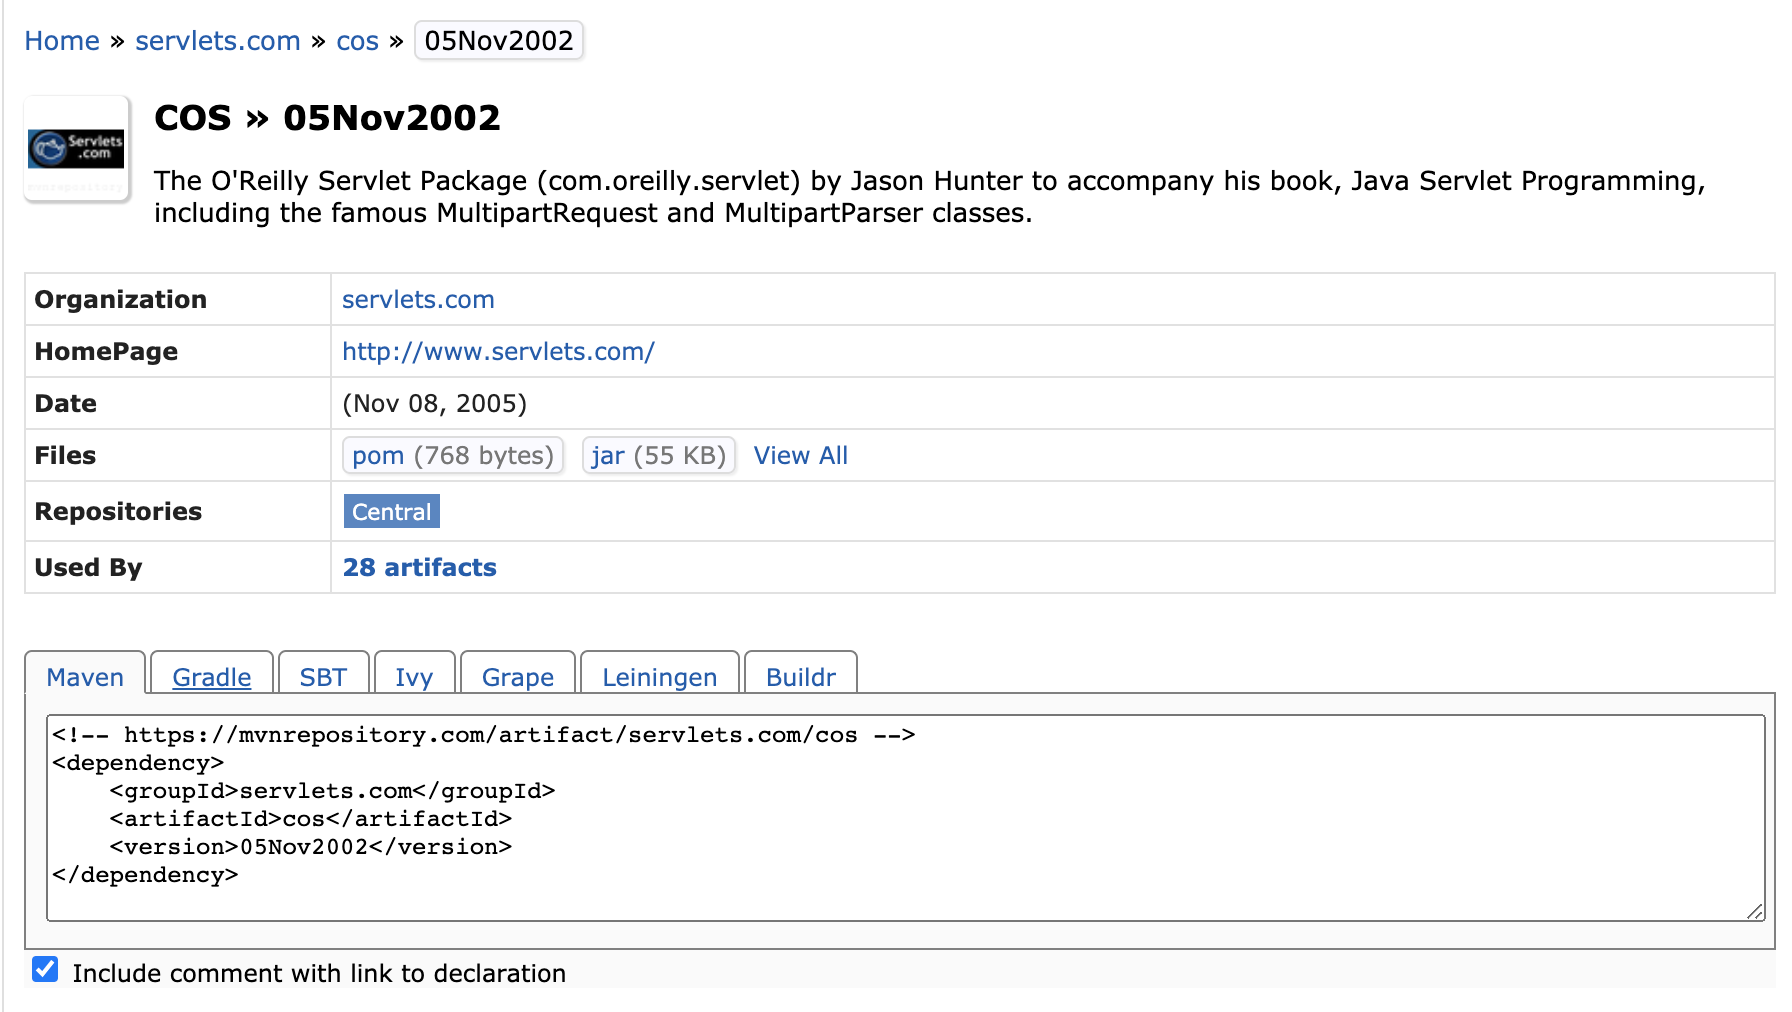 Home » servlets.com » cos » 05Nov2002
Servlets
.com
mvnrepository
COS » 05Nov2002
The O'Reilly Servlet Package (com.oreilly.servlet) by Jason Hunter to accompany his book, Java Servlet Programming,
including the famous MultipartRequest and MultipartParser classes.
Organization servlets.com
HomePage http://www.servlets.com/
Date (Nov 08, 2005)
Files pom (768 bytes) jar (55 KB) View All
Repositories Central
Used By 28 artifacts
Maven Gradle SBT Ivy Grape Leiningen Buildr
<!-- https://mvnrepository.com/artifact/servlets.com/cos -->
<dependency>
    <groupId>servlets.com</groupId>
    <artifactId>cos</artifactId>
    <version>05Nov2002</version>
</dependency>
Include comment with link to declaration